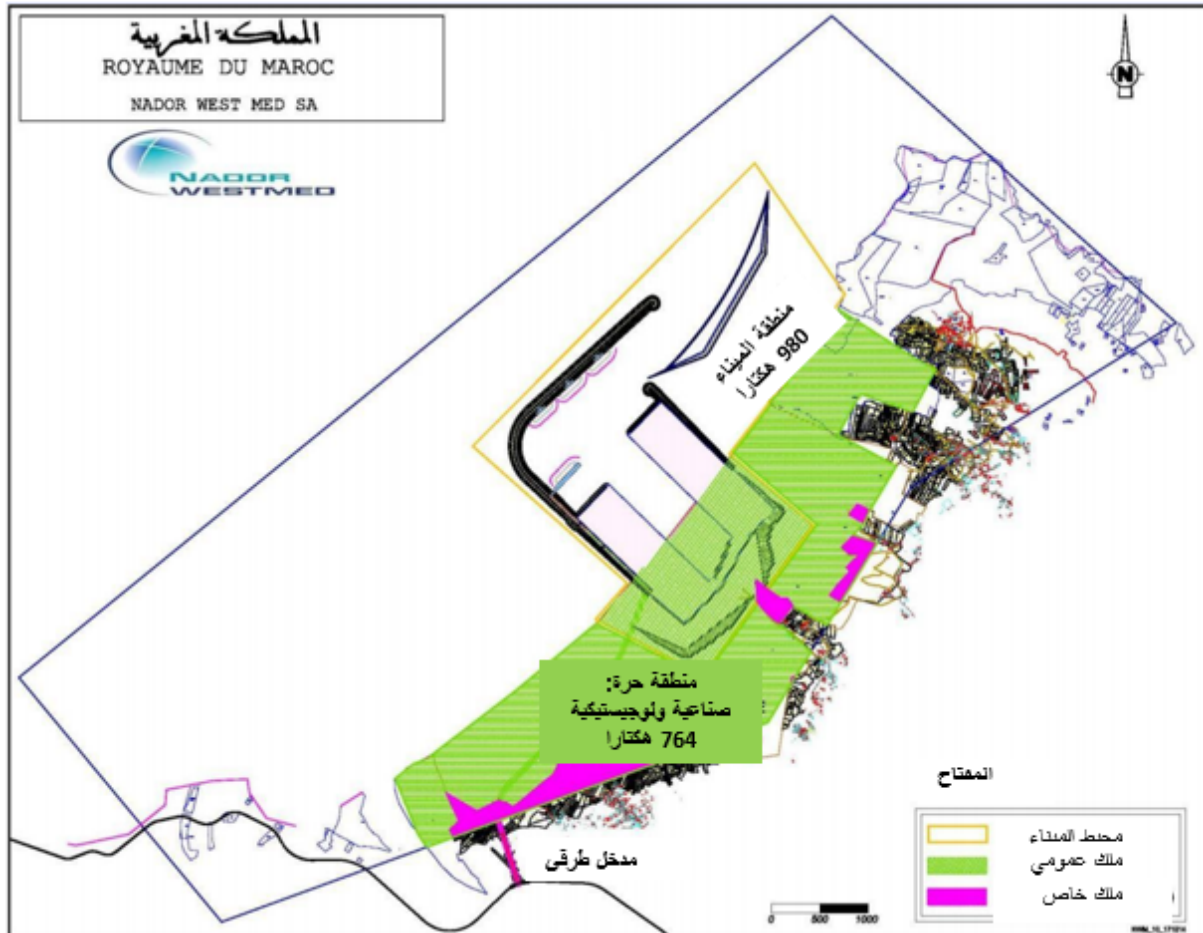 المملكة المغربية
ROYAUME DU MAROC
NADOR WEST MED SA
NADOR
WESTMED
N
منطقة الميناء
980 هكتارا
منطقة حرة:
صناعية ولوجيستيكية
764 هكتارا
مدخل طرقي
المفتاح
محيط الميناء
ملك عمومي
ملك خاص
0 500 1000